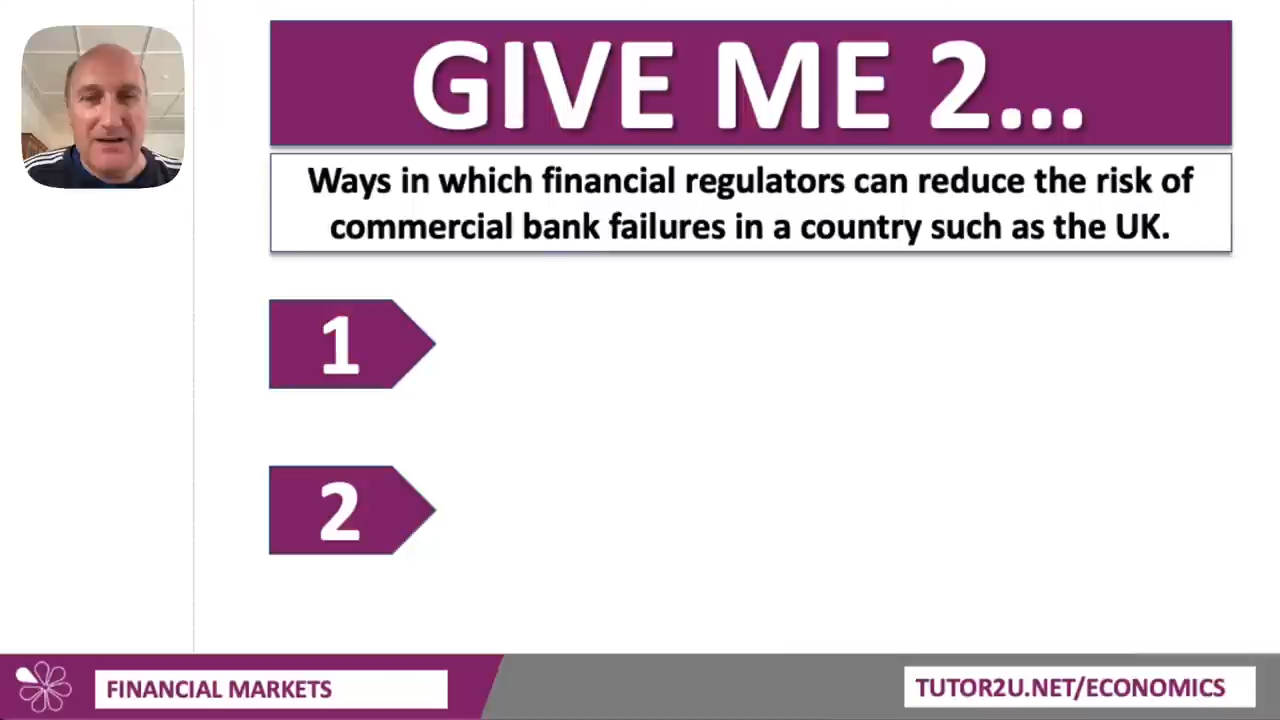 GIVE ME 2...
Ways in which financial regulators can reduce the risk of
commercial bank failures in a country such as the UK.
1
2
FINANCIAL MARKETS
TUTOR2U.NET/ECONOMICS